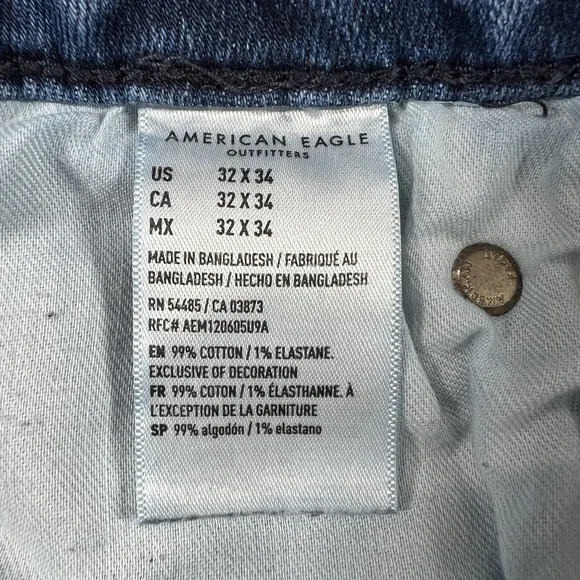 AMERICAN EAGLE
OUTFITTERS
US 32 X 34
CA 32 X 34
MX 32 X 34
MADE IN BANGLADESH / FABRIQUÉ AU
BANGLADESH / HECHO EN BANGLADESH
RN 54485 / CA 03873
RFC# AEM120605U9A
EN 99% COTTON / 1% ELASTANE.
EXCLUSIVE OF DECORATION
FR 99% COTON / 1% ÉLASTHANNE. À
L'EXCEPTION DE LA GARNITURE
SP 99% algodón / 1% elastano